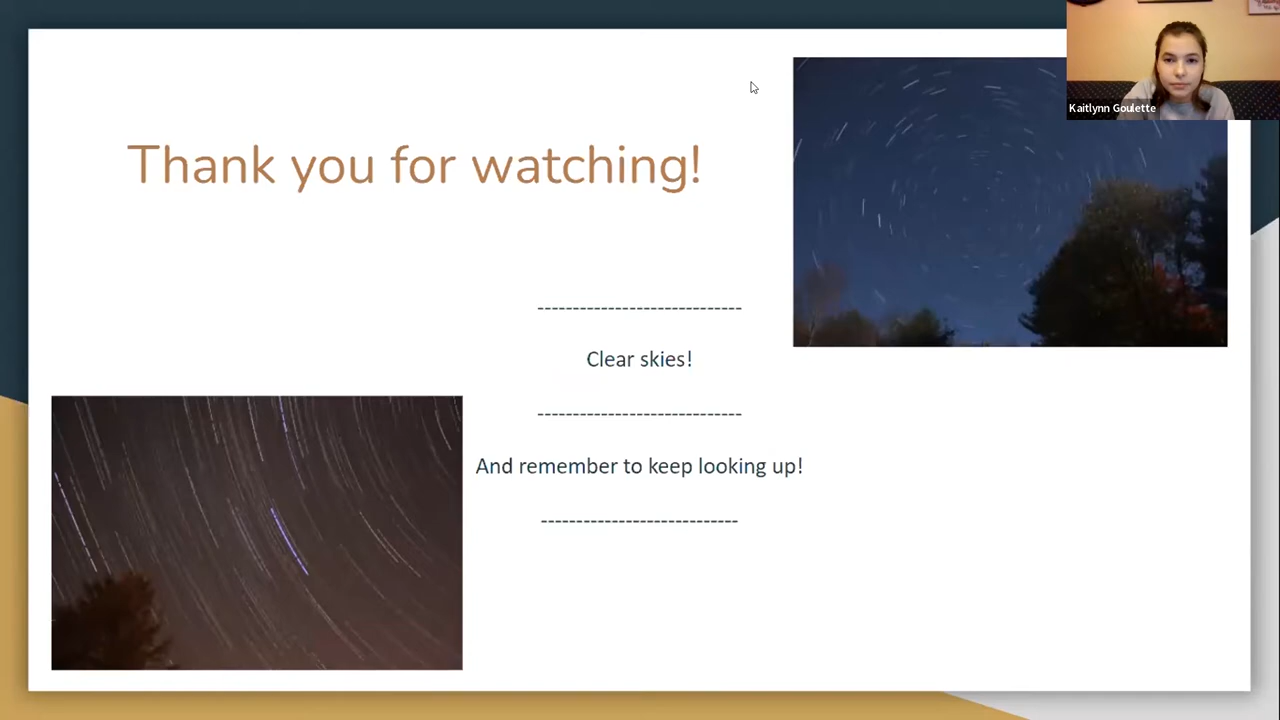 Kaitlynn Goulette
Thank you for watching!
----------------------------
Clear skies!
----------------------------
And remember to keep looking up!
----------------------------